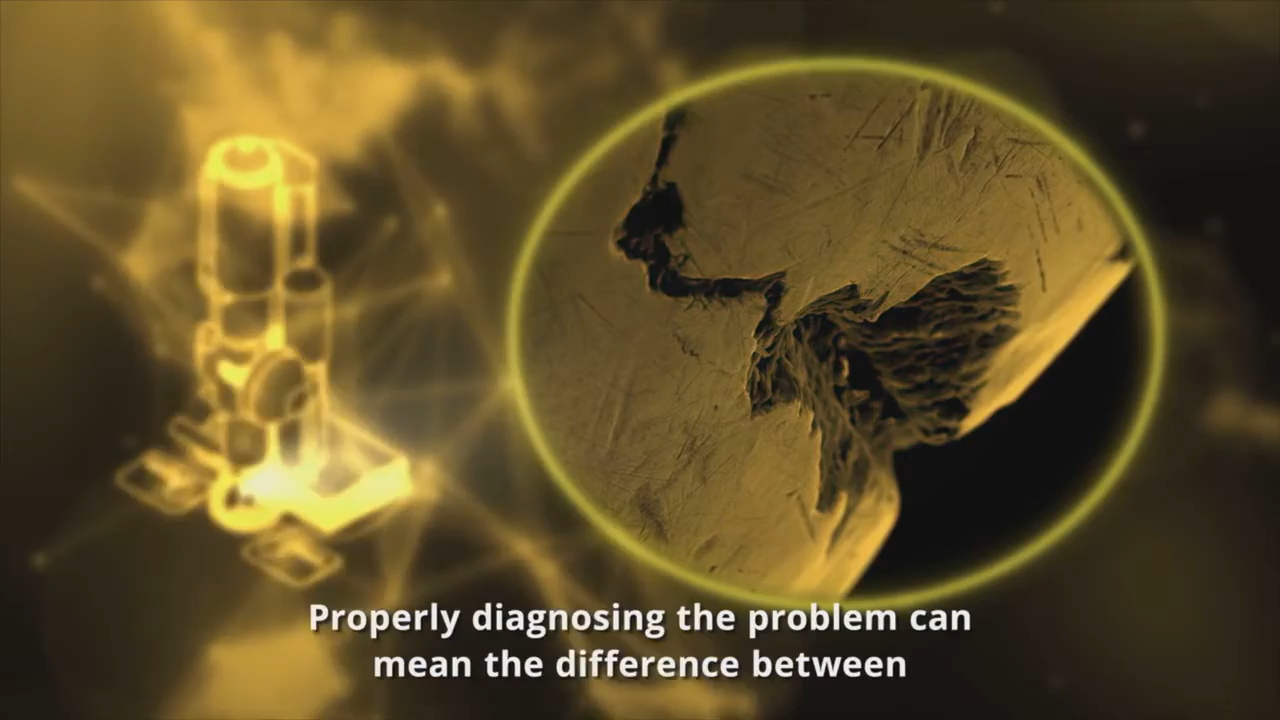 Properly diagnosing the problem can
mean the difference between